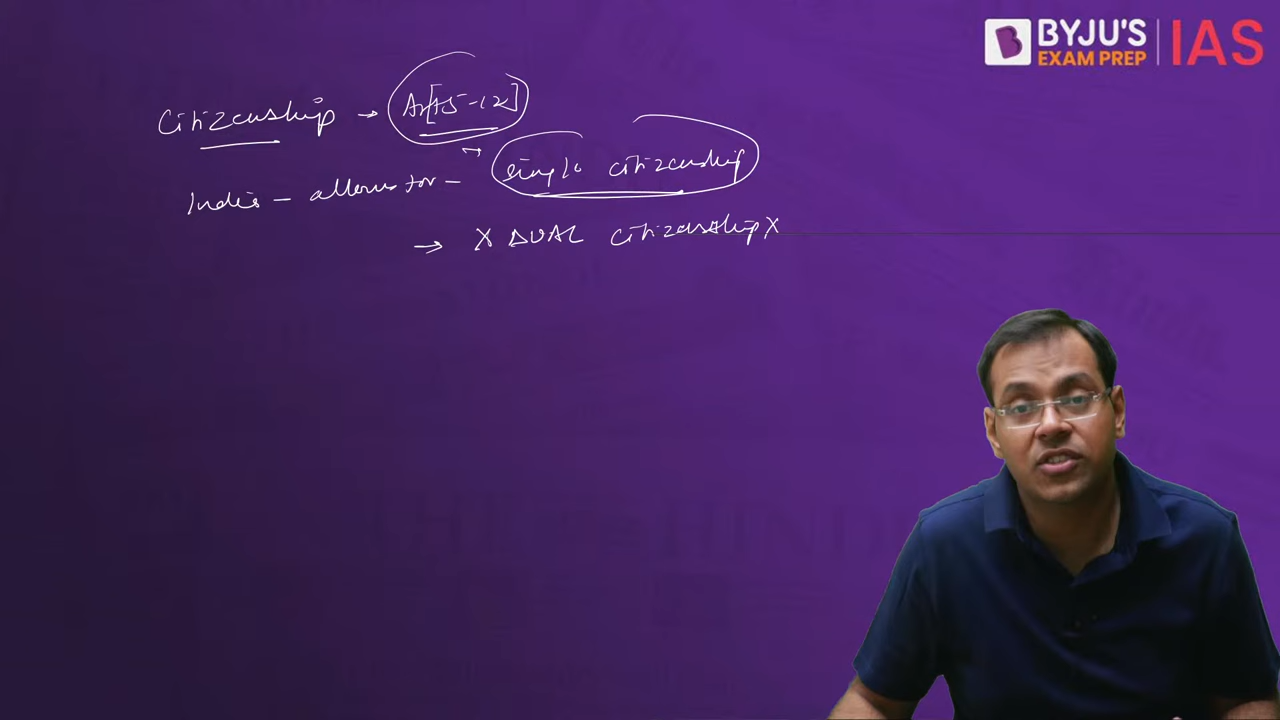 BYJU'S
EXAM PREP
IAS
Citizenship → Art [5-12]
India - allows for - single citizenship
→ X DUAL citizenship X